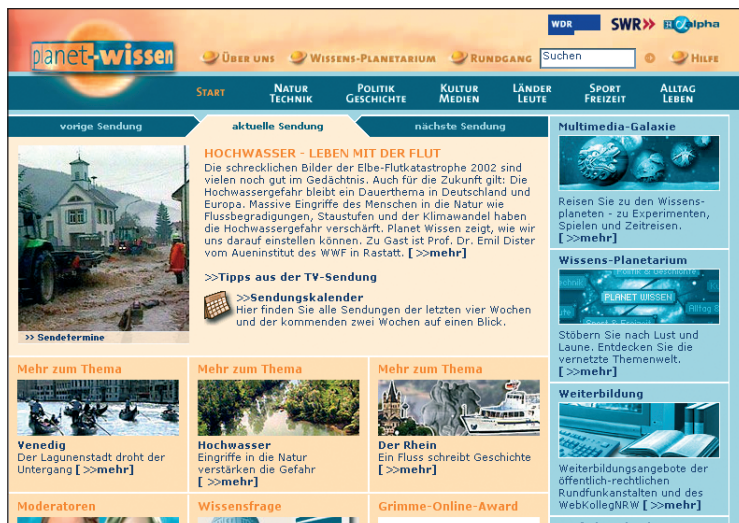 WDR SWR>> BR alpha
planet-wissen
ÜBER UNS WISSENS-PLANETARIUM RUNDGANG Suchen HILFE
START NATUR TECHNIK POLITIK GESCHICHTE KULTUR MEDIEN LÄNDER LEUTE SPORT FREIZEIT ALLTAG LEBEN
vorige Sendung aktuelle Sendung nächste Sendung
HOCHWASSER - LEBEN MIT DER FLUT
Die schrecklichen Bilder der Elbe-Flutkatastrophe 2002 sind
vielen noch gut im Gedächtnis. Auch für die Zukunft gilt: Die
Hochwassergefahr bleibt ein Dauerthema in Deutschland und
Europa. Massive Eingriffe des Menschen in die Natur wie
Flussbegradigungen, Staustufen und der Klimawandel haben
die Hochwassergefahr verschärft. Planet Wissen zeigt, wie wir
uns darauf einstellen können. Zu Gast ist Prof. Dr. Emil Dister
vom Aueninstitut des WWF in Rastatt. [ >>mehr]
>>Tipps aus der TV-Sendung
>>Sendungskalender
Hier finden Sie alle Sendungen der letzten vier Wochen
und der kommenden zwei Wochen auf einen Blick.
>> Sendetermine
Mehr zum Thema
Venedig
Der Lagunenstadt droht der
Untergang [ >>mehr]
Mehr zum Thema
Hochwasser
Eingriffe in die Natur
verstärken die Gefahr
[ >>mehr]
Mehr zum Thema
Der Rhein
Ein Fluss schreibt Geschichte
[ >>mehr]
Moderatoren
Wissensfrage
Grimme-Online-Award
Multimedia-Galaxie
Reisen Sie zu den Wissens-
planeten - zu Experimenten,
Spielen und Zeitreisen.
[ >>mehr]
Wissens-Planetarium
Politik & Geschichte
PLANET WISSEN
Alltag
Sport & Freizeit
Stöbern Sie nach Lust und
Laune. Entdecken Sie die
vernetzte Themenwelt.
[ >>mehr]
Weiterbildung
Weiterbildungsangebote der
öffentlich-rechtlichen
Rundfunkanstalten und des
WebKollegNRW [ >>mehr]